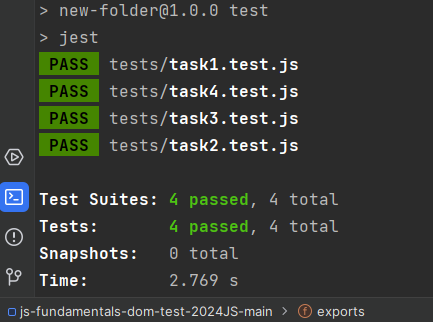 > new-folder@1.0.0 test
> jest
PASS tests/task1.test.js
PASS tests/task4.test.js
PASS tests/task3.test.js
PASS tests/task2.test.js
Test Suites: 4 passed, 4 total
Tests: 4 passed, 4 total
Snapshots: 0 total
Time: 2.769 s
js-fundamentals-dom-test-2024JS-main > f exports